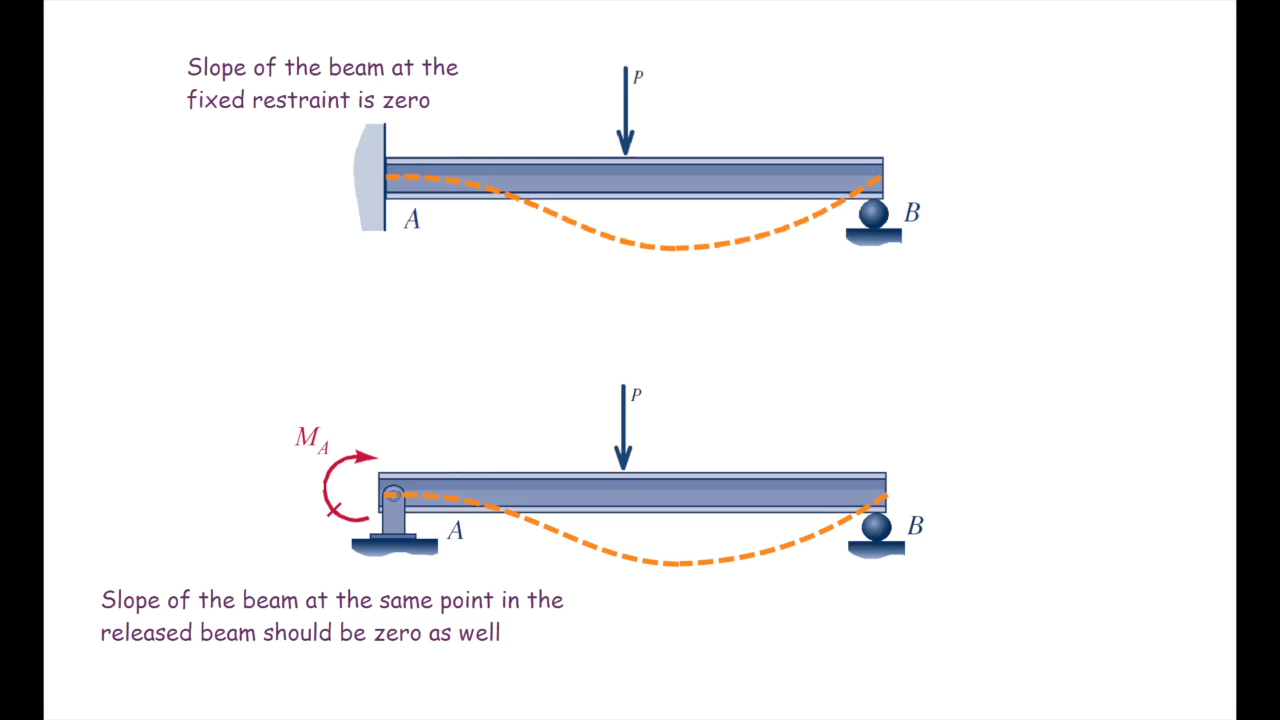 Slope of the beam at the
fixed restraint is zero
P
A
B
P
M_A
A
B
Slope of the beam at the same point in the
released beam should be zero as well